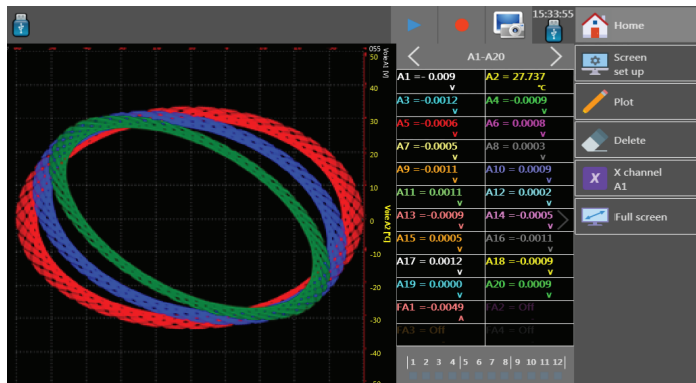 15:33:55
Home
A1-A20
Screen
set up
Plot
Delete
X channel
A1
Full screen
055
Voie A1 [V]
50
40
30
20
10
0
-10
-20
-30
-40
Voie A2 [°C]
A1 =-0.009 V
A2 = 27.737 °C
A3 =-0.0012 V
A4 =-0.0009 V
A5 =-0.0006 V
A6 = 0.0008 V
A7 =-0.0005 V
A8 = 0.0003 V
A9 =-0.0011 V
A10 = 0.0009 V
A11 = 0.0011 V
A12 = 0.0002 V
A13 =-0.0009 V
A14 =-0.0005 V
A15 = 0.0005 V
A16 =-0.0011 V
A17 = 0.0012 V
A18 =-0.0009 V
A19 = 0.0000 V
A20 = 0.0009 V
FA1 =-0.0049 A
FA2 = Off
FA3 = Off
FA4 = Off
1 2 3 4 5 6 7 8 9 10 11 12